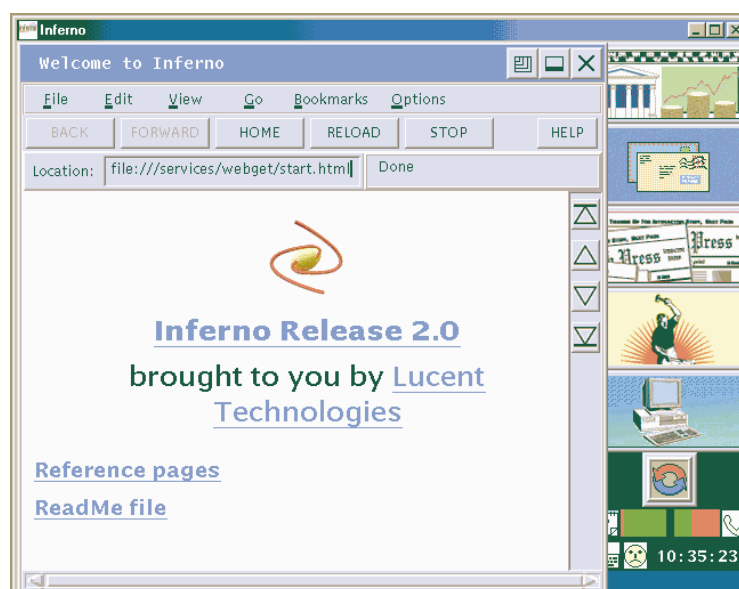 Inferno
Welcome to Inferno
File Edit View Go Bookmarks Options
BACK FORWARD HOME RELOAD STOP HELP
Location: file:///services/webget/start.html Done
Inferno Release 2.0
brought to you by Lucent
Technologies
Reference pages
ReadMe file
Press
Press
10:35:23